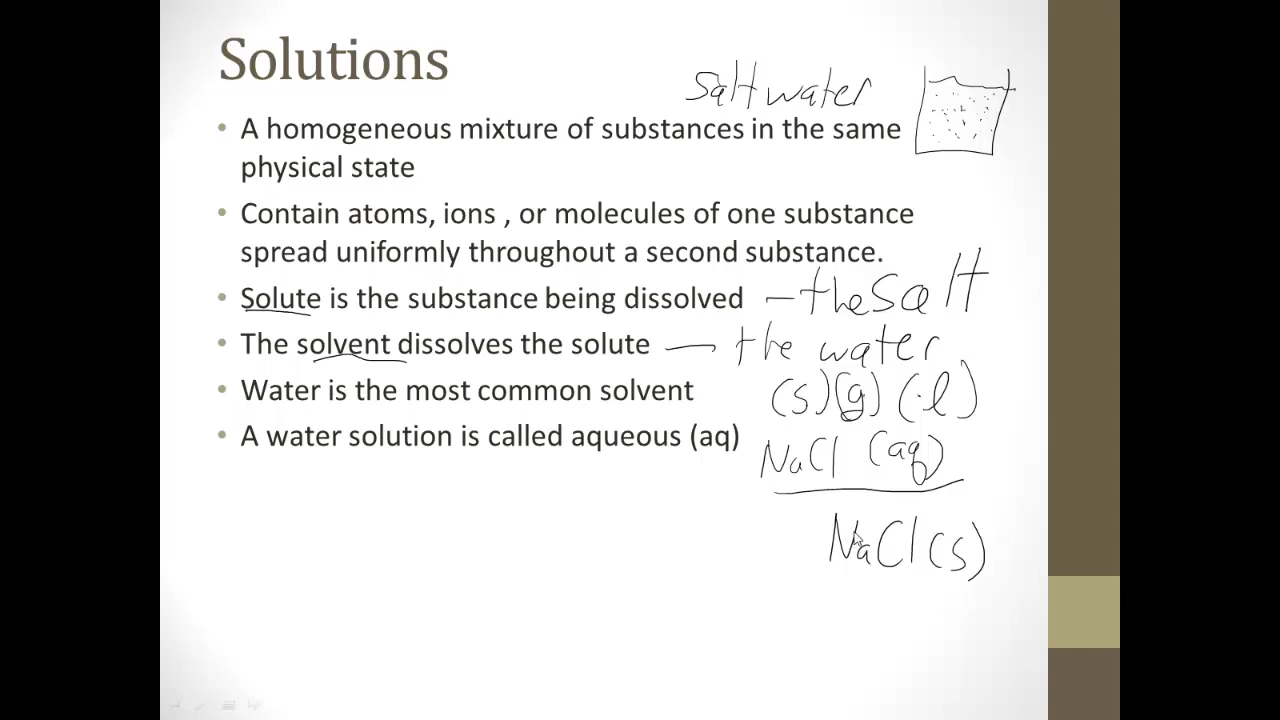 Solutions
salt water
• A homogeneous mixture of substances in the same
physical state
• Contain atoms, ions , or molecules of one substance
spread uniformly throughout a second substance.
• Solute is the substance being dissolved — the salt
• The solvent dissolves the solute — the water
• Water is the most common solvent (s) (g) (l)
• A water solution is called aqueous (aq) NaCl (aq)
NaCl (s)